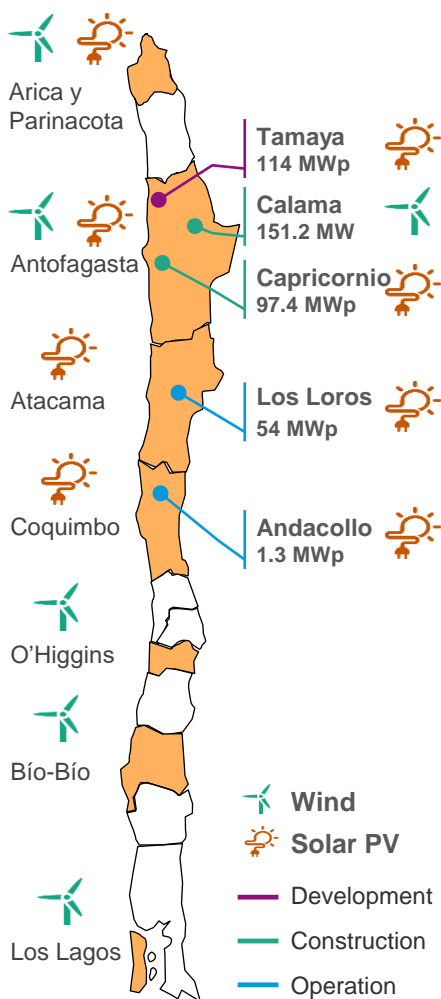 Arica y
Parinacota
Tamaya
114 MWp
Calama
151.2 MW
Antofagasta
Capricornio
97.4 MWp
Atacama
Los Loros
54 MWp
Coquimbo
Andacollo
1.3 MWp
O'Higgins
Bío-Bío
Wind
Solar PV
Development
Los Lagos
Construction
Operation